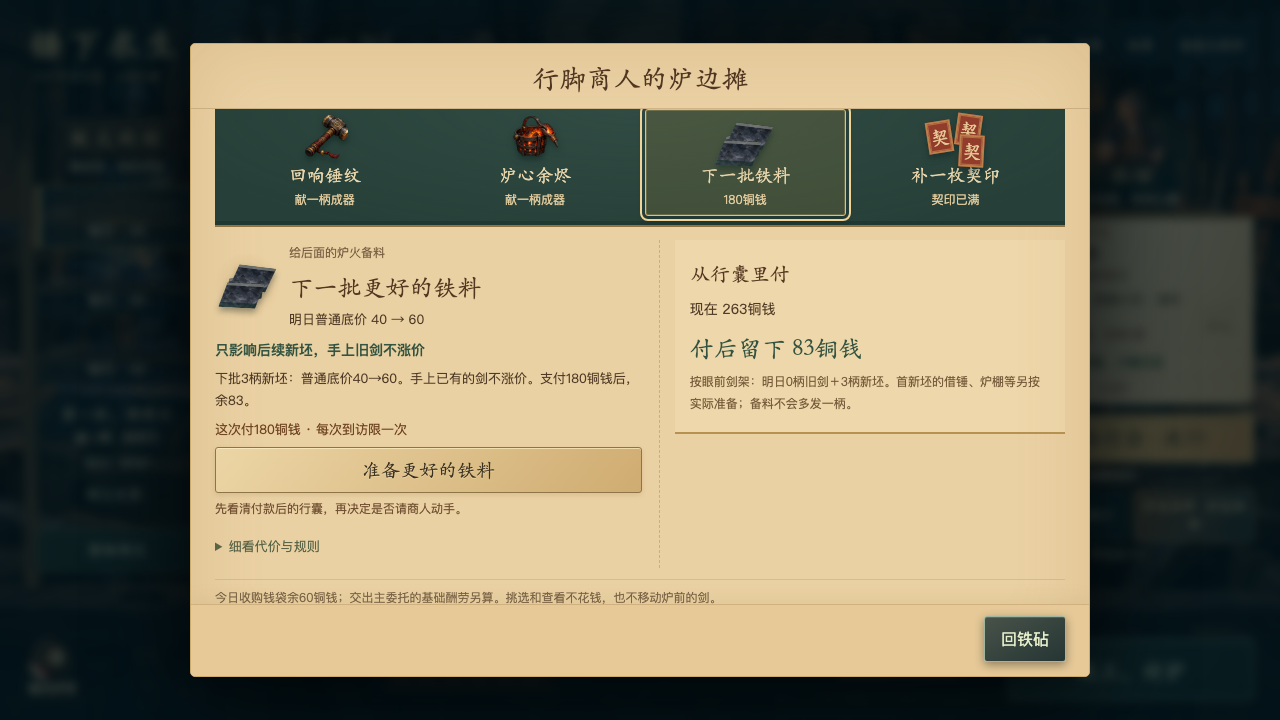 行脚商人的炉边摊
回响锤纹
献一柄成器
炉心余烬
献一柄成器
下一批铁料
180铜钱
契
契
契
补一枚契印
契印已满
给后面的炉火备料
下一批更好的铁料
明日普通底价 40 → 60
只影响后续新坯，手上旧剑不涨价
下批3柄新坯：普通底价40→60。手上已有的剑不涨价。支付180铜钱后，
余83。
这次付180铜钱 · 每次到访限一次
准备更好的铁料
先看清付款后的行囊，再决定是否请商人动手。
▶ 细看代价与规则
从行囊里付
现在 263铜钱
付后留下 83铜钱
按眼前剑架：明日0柄旧剑＋3柄新坯。首新坯的借锤、炉棚等另按
实际准备；备料不会多发一柄。
今日收购钱袋余60铜钱；交出主委托的基础酬劳另算。挑选和查看不花钱，也不移动炉前的剑。
回铁砧